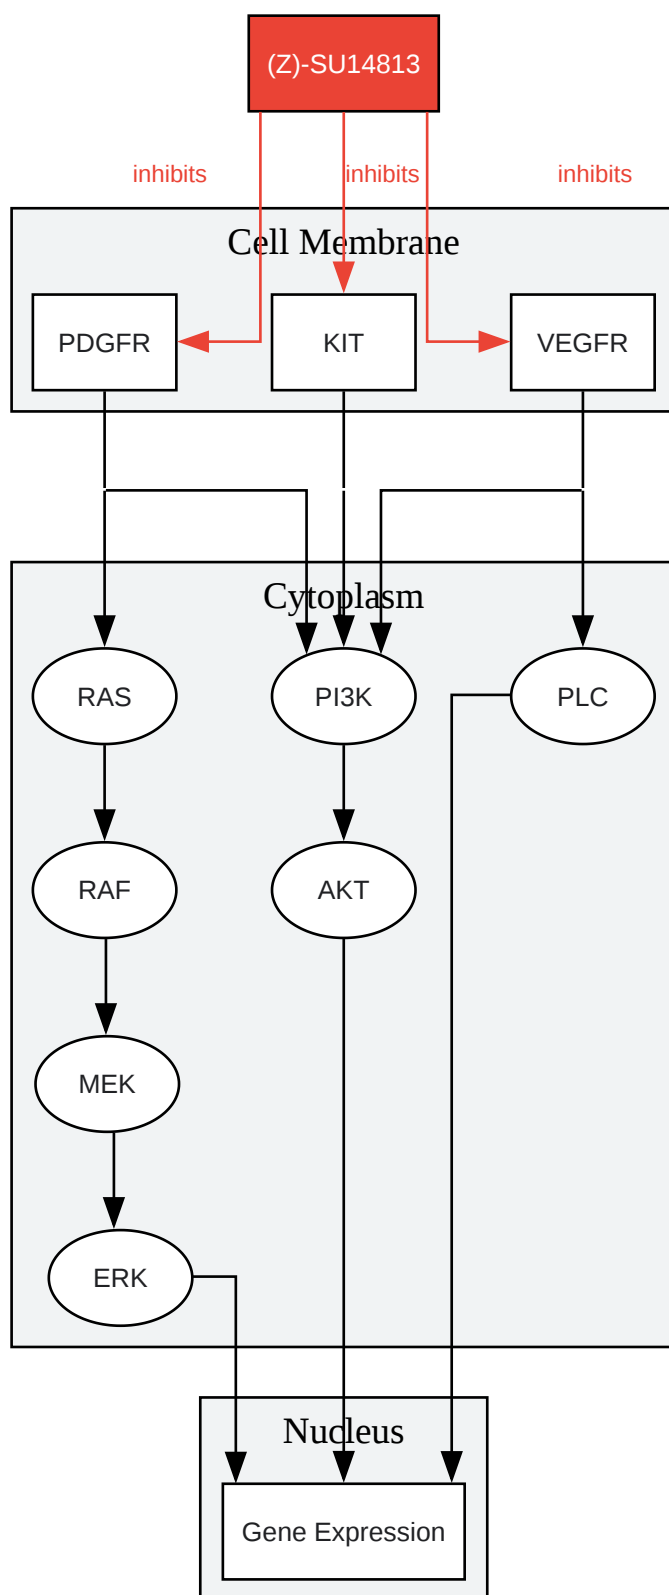 (Z)-SU14813
inhibits
inhibits
inhibits
Cell Membrane
PDGFR
KIT
VEGFR
Cytoplasm
RAS
PI3K
PLC
RAF
AKT
MEK
ERK
Nucleus
Gene Expression